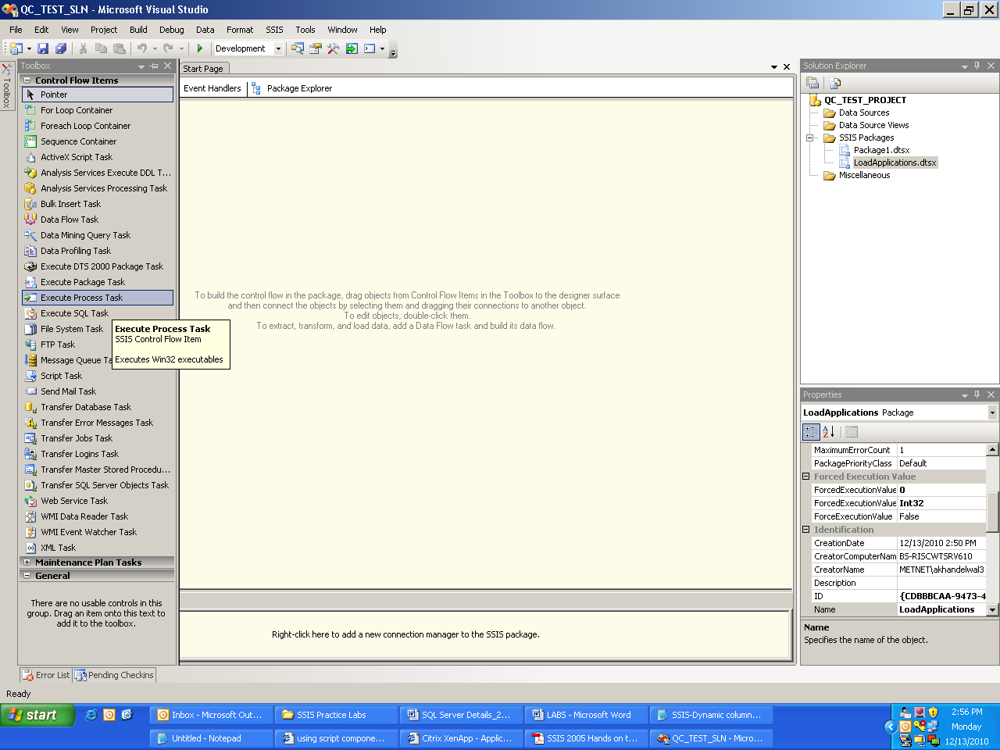 QC_TEST_SLN - Microsoft Visual Studio
File Edit View Project Build Debug Data Format SSIS Tools Window Help
Development
Toolbox
Toolbox
Control Flow Items
Pointer
For Loop Container
Foreach Loop Container
Sequence Container
ActiveX Script Task
Analysis Services Execute DDL T...
Analysis Services Processing Task
Bulk Insert Task
Data Flow Task
Data Mining Query Task
Data Profiling Task
Execute DTS 2000 Package Task
Execute Package Task
Execute Process Task
Execute SQL Task
File System Task
FTP Task
Message Queue Ta
Script Task
Send Mail Task
Transfer Database Task
Transfer Error Messages Task
Transfer Jobs Task
Transfer Logins Task
Transfer Master Stored Procedu...
Transfer SQL Server Objects Task
Web Service Task
WMI Data Reader Task
WMI Event Watcher Task
XML Task
Maintenance Plan Tasks
General
There are no usable controls in this
group. Drag an item onto this text to
add it to the toolbox.
Execute Process Task
SSIS Control Flow Item
Executes Win32 executables
Start Page
Event Handlers Package Explorer
To build the control flow in the package, drag objects from Control Flow Items in the Toolbox to the designer surface
and then connect the objects by selecting them and dragging their connections to another object.
To edit objects, double-click them.
To extract, transform, and load data, add a Data Flow task and build its data flow.
Right-click here to add a new connection manager to the SSIS package.
Solution Explorer
QC_TEST_PROJECT
Data Sources
Data Source Views
SSIS Packages
Package1.dtsx
LoadApplications.dtsx
Miscellaneous
Properties
LoadApplications Package
MaximumErrorCount 1
PackagePriorityClass Default
Forced Execution Value
ForcedExecutionValue 0
ForcedExecutionValue Int32
ForceExecutionValue False
Identification
CreationDate 12/13/2010 2:50 PM
CreatorComputerNam BS-RISCWTSRV610
CreatorName METNET\akhandelwal3
Description
ID {CDBBBCAA-9473-4
Name LoadApplications
Name
Specifies the name of the object.
Error List Pending Checkins
Ready
start
Inbox - Microsoft Out... SSIS Practice Labs SQL Server Details_2... LABS - Microsoft Word SSIS-Dynamic column...
Untitled - Notepad using script compone... Citrix XenApp - Applic... SSIS 2005 Hands on t... QC_TEST_SLN - Micro...
2:56 PM
Monday
12/13/2010